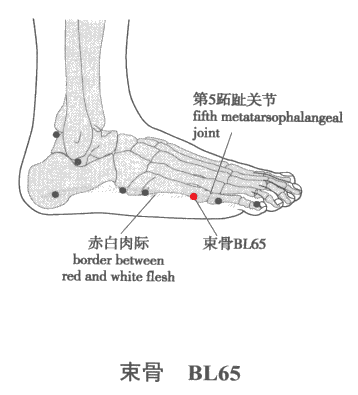 第5跖趾关节
fifth metatarsophalangeal
joint
赤白肉际
border between
red and white flesh
束骨BL65
束骨 BL65